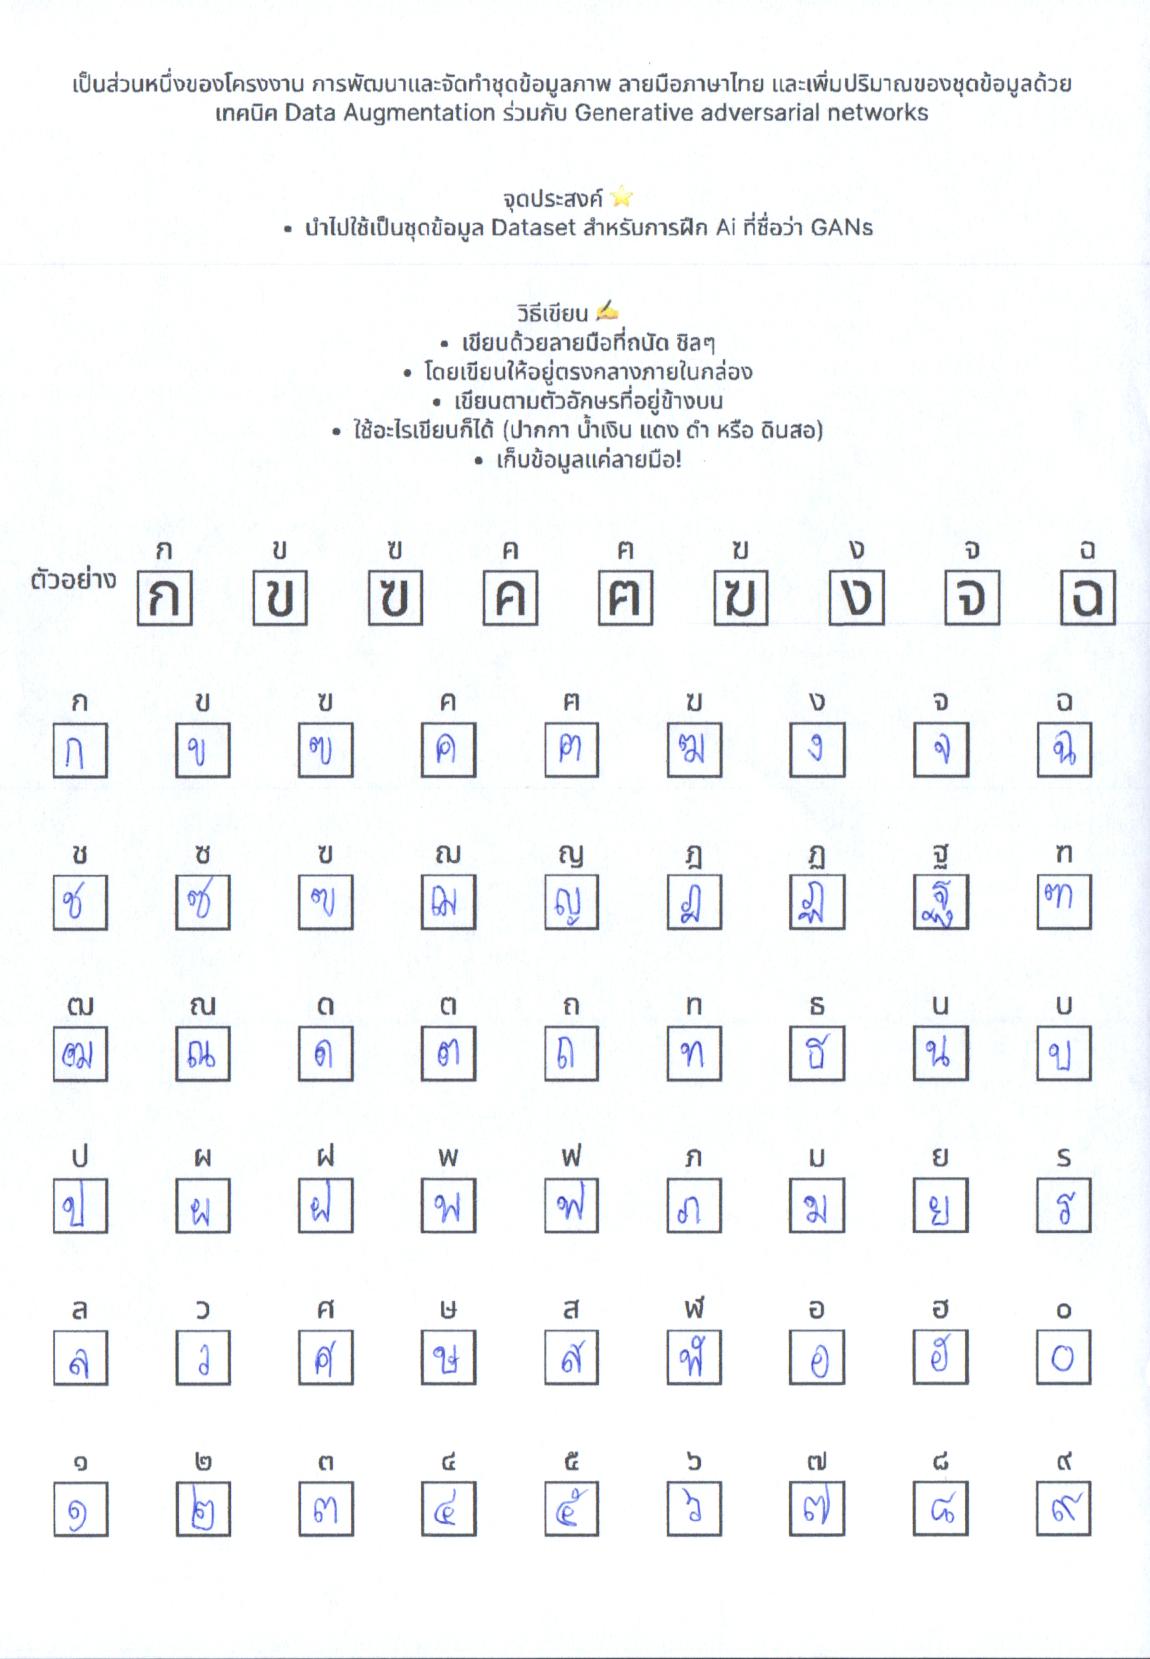 เป็นส่วนหนึ่งของโครงงาน การพัฒนาและจัดทำชุดข้อมูลภาพ ลายมือภาษาไทย และเพิ่มปริมาณของชุดข้อมูลด้วย
เทคนิค Data Augmentation ร่วมกับ Generative adversarial networks
จุดประสงค์ ⭐
• นำไปใช้เป็นชุดข้อมูล Dataset สำหรับการฝึก Ai ที่ชื่อว่า GANs
วิธีเขียน ✍
• เขียนด้วยลายมือที่ถนัด ชิลๆ
• โดยเขียนให้อยู่ตรงกลางภายในกล่อง
• เขียนตามตัวอักษรที่อยู่ข้างบน
• ใช้อะไรเขียนก็ได้ (ปากกา น้ำเงิน แดง ดำ หรือ ดินสอ)
• เก็บข้อมูลแค่ลายมือ!
ก ข ฃ ค ฅ ฆ ง จ ฉ
ตัวอย่าง ก ข ฃ ค ฅ ฆ ง จ ฉ
ก ข ฃ ค ฅ ฆ ง จ ฉ
ก ข ฃ ค ฅ ฆ ง จ ฉ
ช ซ ฃ ฌ ญ ฎ ฏ ฐ ฑ
ช ซ ฃ ฌ ญ ฎ ฏ ฐ ฑ
ฒ ณ ด ต ถ ท ธ น บ
ฒ ณ ด ต ถ ท ธ น บ
ป ผ ฝ พ ฟ ภ ม ย ร
ป ผ ฝ พ ฟ ภ ม ย ร
ล ว ศ ษ ส ฬ อ ฮ ๐
ล ว ศ ษ ส ฬ อ ฮ ๐
๑ ๒ ๓ ๔ ๕ ๖ ๗ ๘ ๙
๑ ๒ ๓ ๔ ๕ ๖ ๗ ๘ ๙